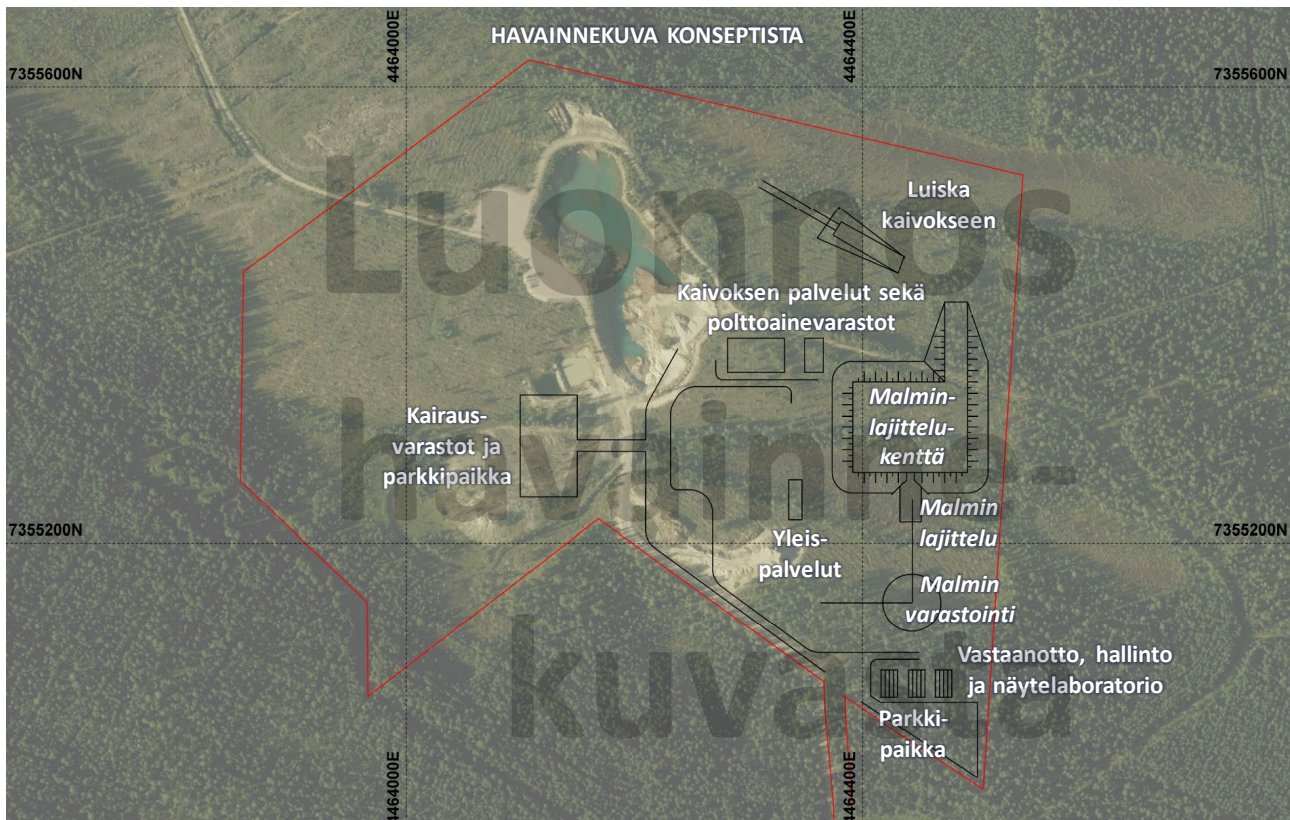 HAVAINNEKUVA KONSEPTISTA
4464000E
4464400E
7355600N
7355600N
Luonnos
havainne-
kuvasta
Luiska
kaivokseen
Kaivoksen palvelut sekä
polttoainevarastot
Malmin-
lajittelu-
kenttä
Kairaus-
varastot ja
parkkipaikka
Malmin
lajittelu
7355200N
7355200N
Yleis-
palvelut
Malmin
varastointi
Vastaanotto, hallinto
ja näytelaboratorio
Parkki-
paikka
4464000E
4464400E